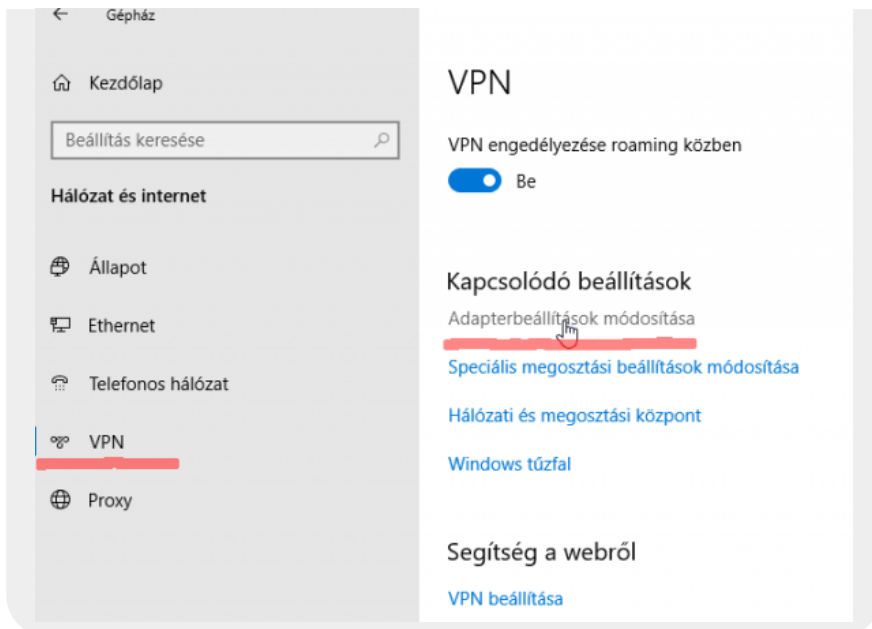 Gépház
Kezdőlap
Beállítás keresése
Hálózat és internet
Állapot
Ethernet
Telefonos hálózat
VPN
Proxy
VPN
VPN engedélyezése roaming közben
Be
Kapcsolódó beállítások
Adapterbeállítások módosítása
Speciális megosztási beállítások módosítása
Hálózati és megosztási központ
Windows tűzfal
Segítség a webről
VPN beállítása